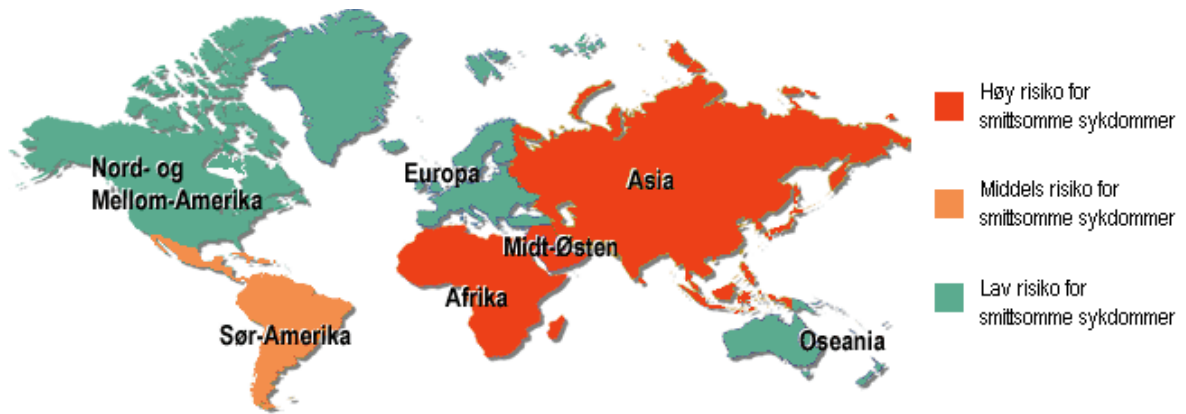 Nord- og
Mellom-Amerika
Sør-Amerika
Europa
Midt-Østen
Afrika
Asia
Oseania
Høy risiko for
smittsomme sykdommer
Middels risiko for
smittsomme sykdommer
Lav risiko for
smittsomme sykdommer